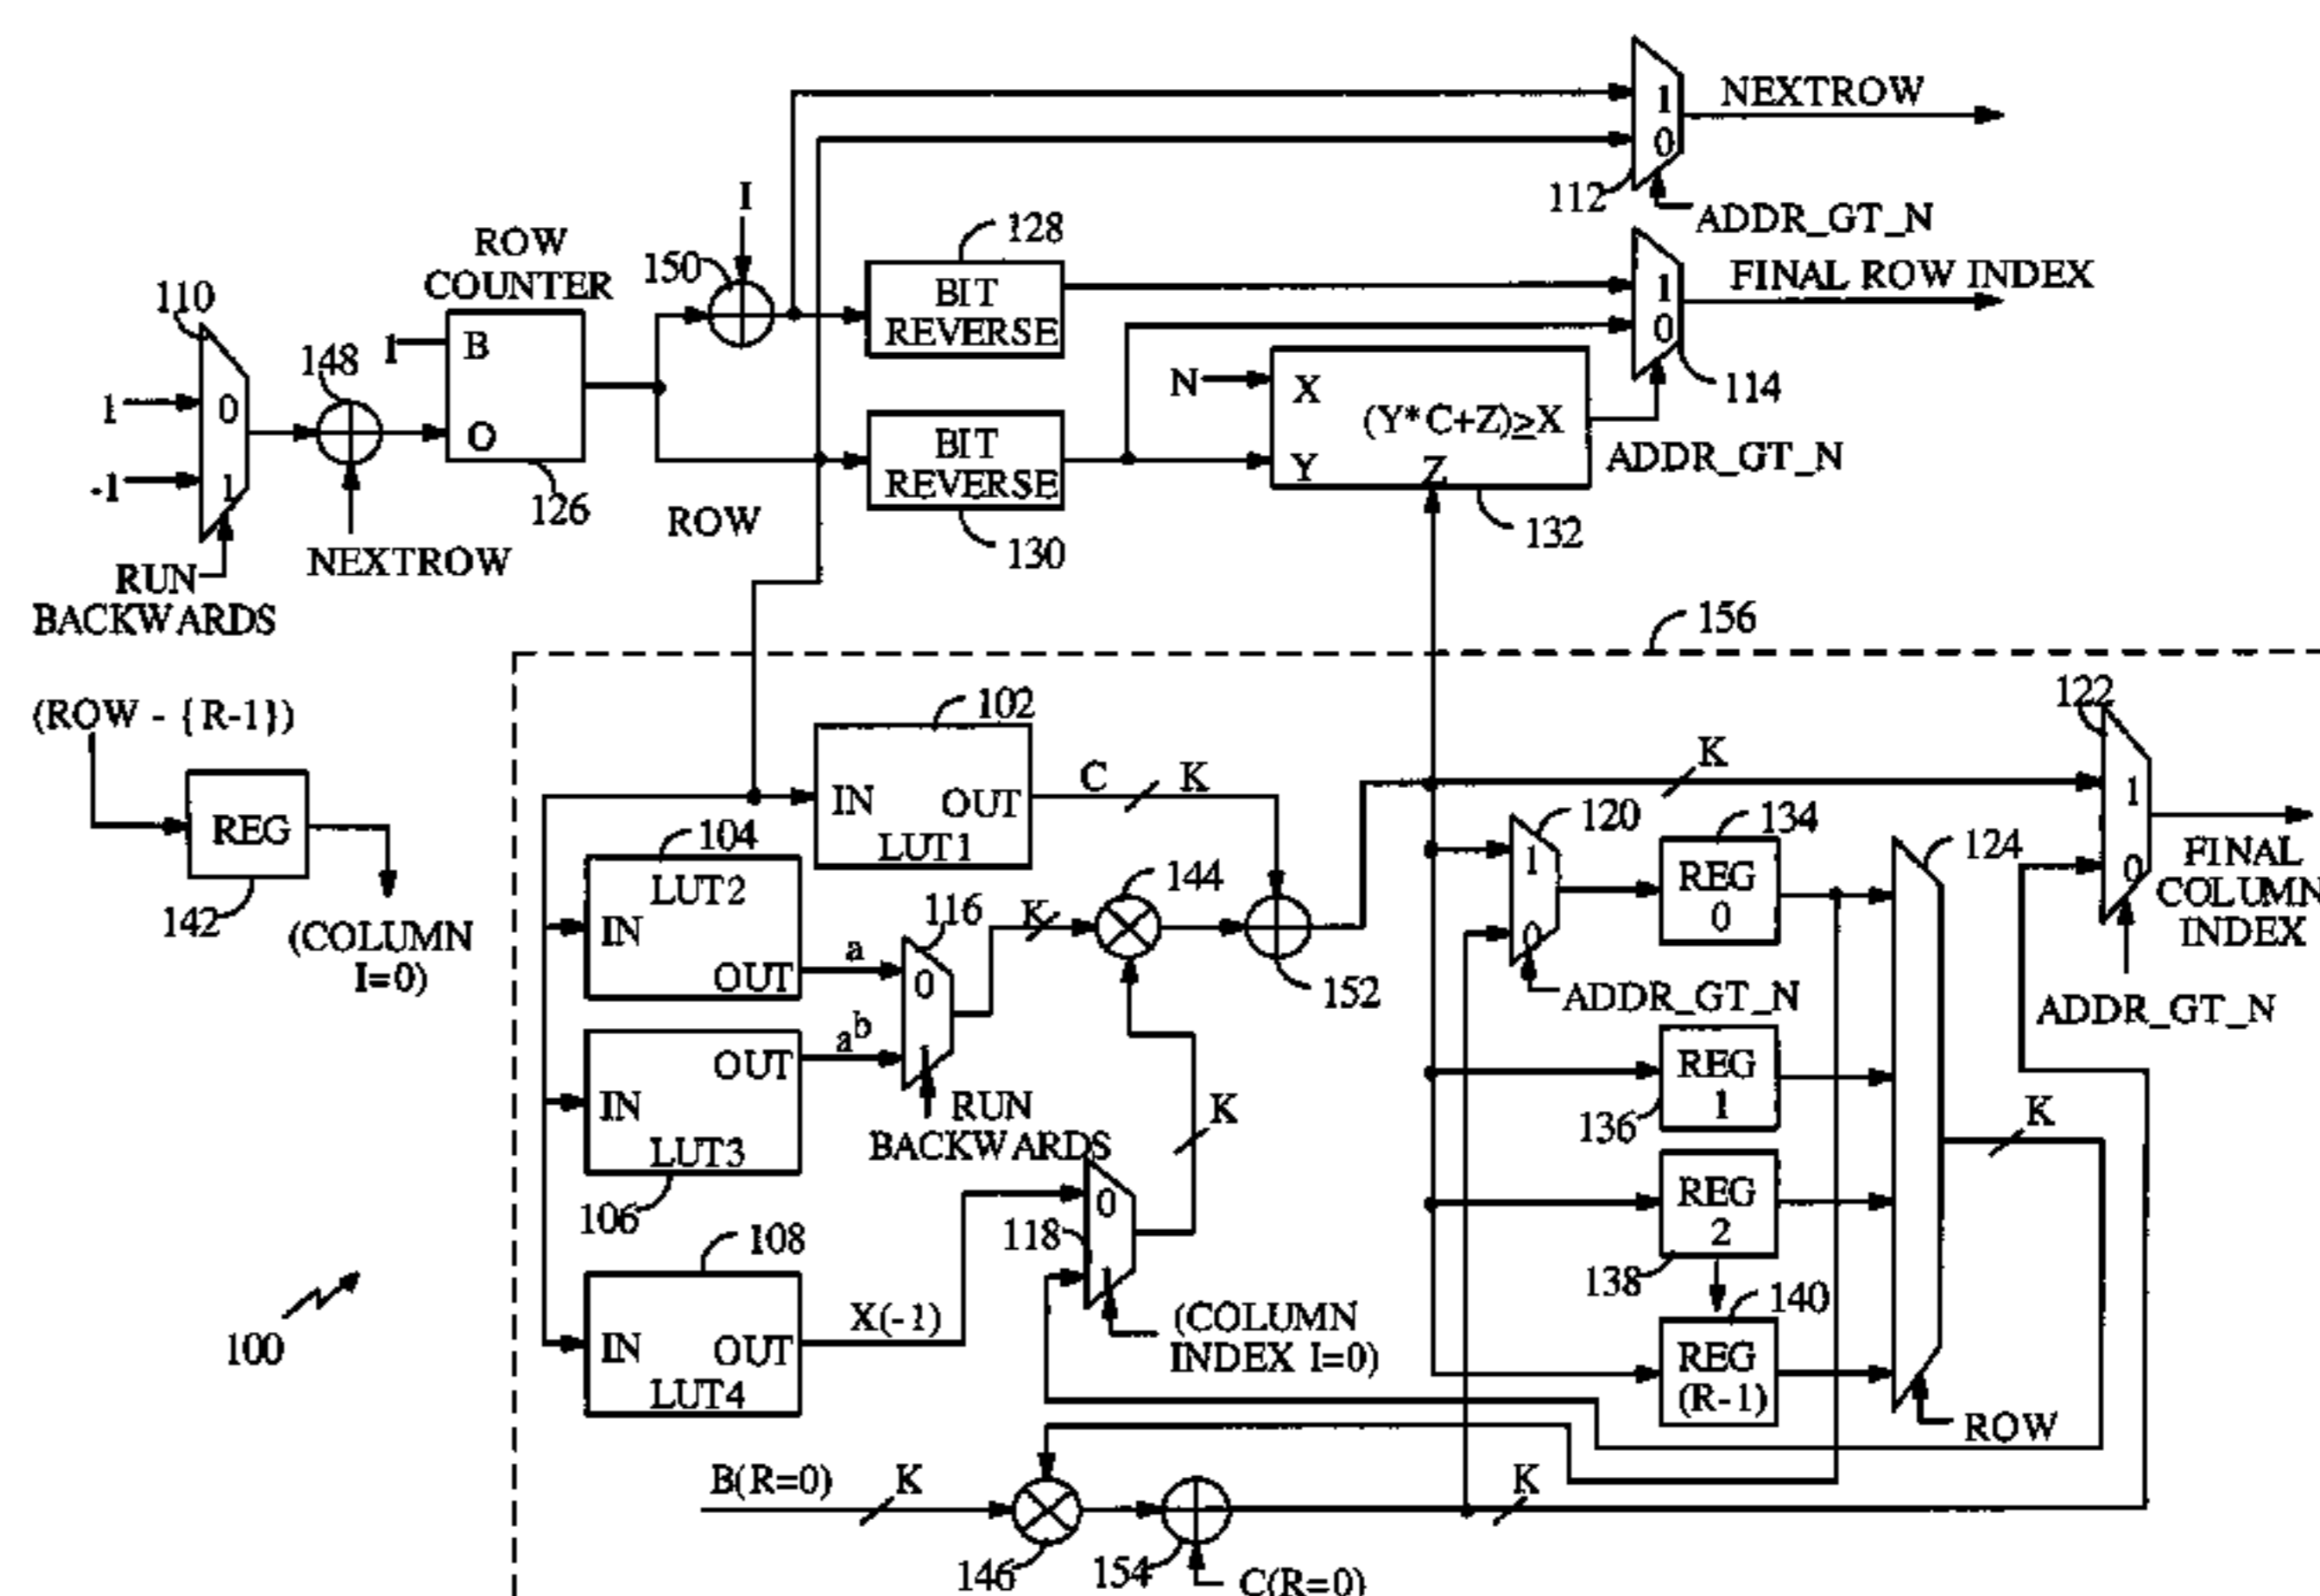 NEXTROW
1
0
112
ADDR_GT_N
I
128
ROW
COUNTER
150
BIT
REVERSE
FINAL ROW INDEX
1
0
110
148
1
B
O
N
X
(Y*C+Z)≥X
114
1
0
-1
1
BIT
REVERSE
Y
Z
ADDR_GT_N
126
ROW
130
132
NEXTROW
RUN
BACKWARDS
156
(ROW - {R-1})
REG
142
(COLUMN
I=0)
102
IN
OUT
LUT1
C
K
K
122
1
0
104
LUT2
IN
OUT
a
116
0
1
K
144
152
120
1
0
134
REG
0
124
FINAL
COLUMN
INDEX
ADDR_GT_N
ADDR_GT_N
OUT
IN
LUT3
a^b
106
RUN
BACKWARDS
K
REG
1
136
K
108
IN
OUT
LUT4
X(-1)
118
0
1
(COLUMN
INDEX I=0)
REG
2
138
140
REG
(R-1)
ROW
100
B(R=0)
K
K
146
154
C(R=0)